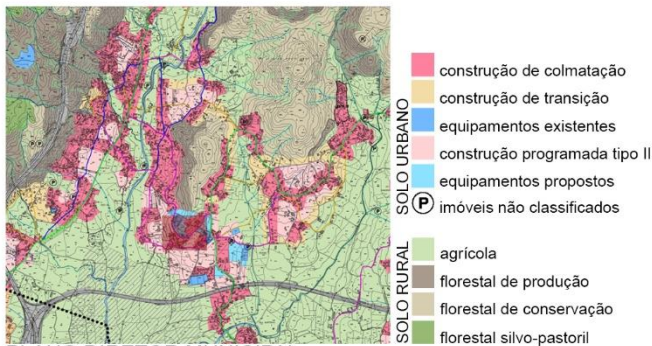 construção de colmatação
construção de transição
equipamentos existentes
construção programada tipo II
equipamentos propostos
P imóveis não classificados
SOLO URBANO
agrícola
florestal de produção
florestal de conservação
florestal silvo-pastoril
SOLO RURAL